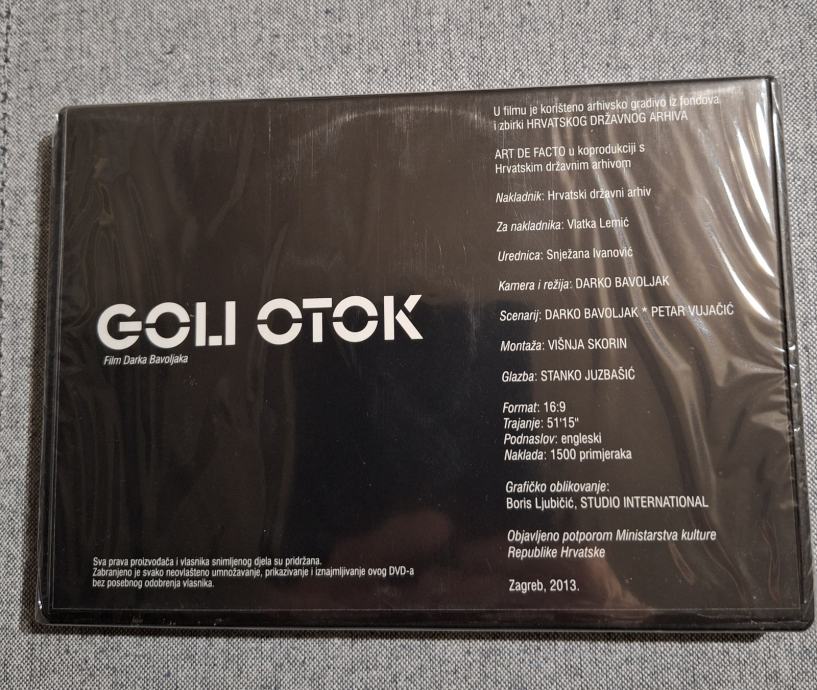 GOLI OTOK
Film Darka Bavoljaka
Sva prava proizvođača i vlasnika snimljenog djela su pridržana.
Zabranjeno je svako neovlašteno umnožavanje, prikazivanje i iznajmljivanje ovog DVD-a
bez posebnog odobrenja vlasnika.
U filmu je korišteno arhivsko gradivo iz fondova
i zbirki HRVATSKOG DRŽAVNOG ARHIVA
ART DE FACTO u koprodukciji s
Hrvatskim državnim arhivom
Nakladnik: Hrvatski državni arhiv
Za nakladnika: Vlatka Lemić
Urednica: Snježana Ivanović
Kamera i režija: DARKO BAVOLJAK
Scenarij: DARKO BAVOLJAK * PETAR VUJAČIĆ
Montaža: VIŠNJA SKORIN
Glazba: STANKO JUZBAŠIĆ
Format: 16:9
Trajanje: 51'15"
Podnaslov: engleski
Naklada: 1500 primjeraka
Grafičko oblikovanje:
Boris Ljubičić, STUDIO INTERNATIONAL
Objavljeno potporom Ministarstva kulture
Republike Hrvatske
Zagreb, 2013.